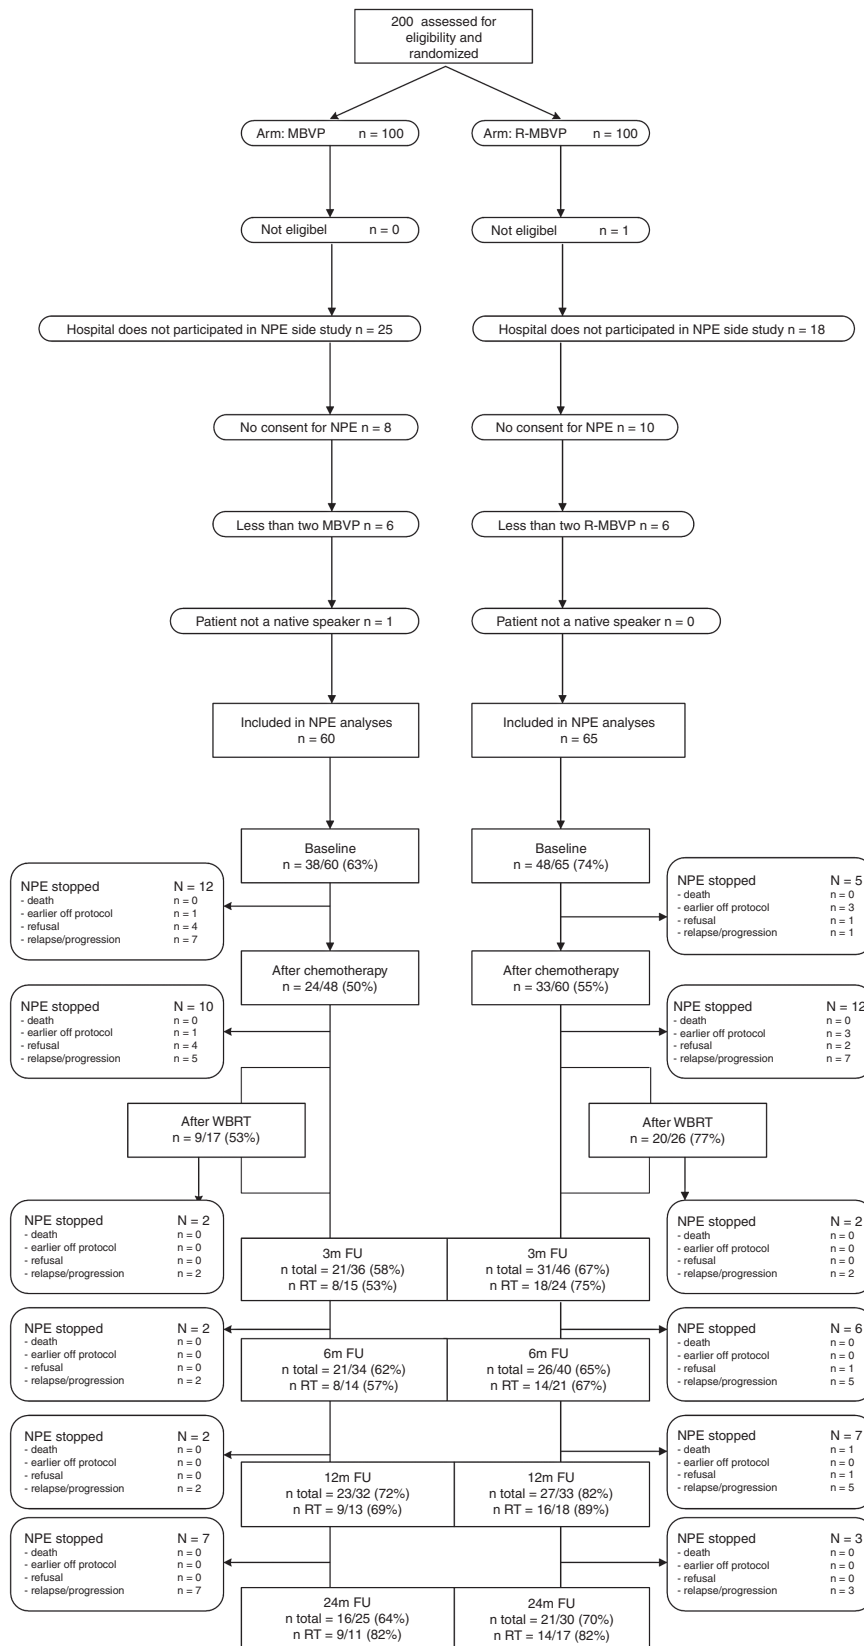 200 assessed for
eligibility and
randomized
Arm: MBVP n = 100
Arm: R-MBVP n = 100
Not eligibel n = 0
Not eligibel n = 1
Hospital does not participated in NPE side study n = 25
Hospital does not participated in NPE side study n = 18
No consent for NPE n = 8
No consent for NPE n = 10
Less than two MBVP n = 6
Less than two R-MBVP n = 6
Patient not a native speaker n = 1
Patient not a native speaker n = 0
Included in NPE analyses
n = 60
Included in NPE analyses
n = 65
Baseline
n = 38/60 (63%)
Baseline
n = 48/65 (74%)
NPE stopped N = 12
- death n = 0
- earlier off protocol n = 1
- refusal n = 4
- relapse/progression n = 7
NPE stopped N = 5
- death n = 0
- earlier off protocol n = 3
- refusal n = 1
- relapse/progression n = 1
After chemotherapy
n = 24/48 (50%)
After chemotherapy
n = 33/60 (55%)
NPE stopped N = 10
- death n = 0
- earlier off protocol n = 1
- refusal n = 4
- relapse/progression n = 5
NPE stopped N = 12
- death n = 0
- earlier off protocol n = 3
- refusal n = 2
- relapse/progression n = 7
After WBRT
n = 9/17 (53%)
After WBRT
n = 20/26 (77%)
NPE stopped N = 2
- death n = 0
- earlier off protocol n = 0
- refusal n = 0
- relapse/progression n = 2
NPE stopped N = 2
- death n = 0
- earlier off protocol n = 0
- refusal n = 0
- relapse/progression n = 2
3m FU
n total = 21/36 (58%)
n RT = 8/15 (53%)
3m FU
n total = 31/46 (67%)
n RT = 18/24 (75%)
NPE stopped N = 2
- death n = 0
- earlier off protocol n = 0
- refusal n = 0
- relapse/progression n = 2
NPE stopped N = 6
- death n = 0
- earlier off protocol n = 0
- refusal n = 1
- relapse/progression n = 5
6m FU
n total = 21/34 (62%)
n RT = 8/14 (57%)
6m FU
n total = 26/40 (65%)
n RT = 14/21 (67%)
NPE stopped N = 2
- death n = 0
- earlier off protocol n = 0
- refusal n = 0
- relapse/progression n = 2
NPE stopped N = 7
- death n = 1
- earlier off protocol n = 0
- refusal n = 1
- relapse/progression n = 5
12m FU
n total = 23/32 (72%)
n RT = 9/13 (69%)
12m FU
n total = 27/33 (82%)
n RT = 16/18 (89%)
NPE stopped N = 7
- death n = 0
- earlier off protocol n = 0
- refusal n = 0
- relapse/progression n = 7
NPE stopped N = 3
- death n = 0
- earlier off protocol n = 0
- refusal n = 0
- relapse/progression n = 3
24m FU
n total = 16/25 (64%)
n RT = 9/11 (82%)
24m FU
n total = 21/30 (70%)
n RT = 14/17 (82%)